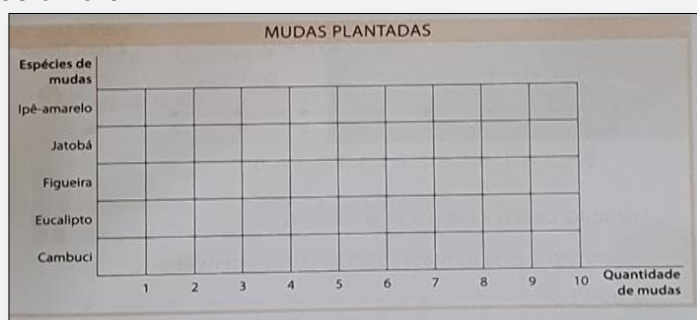 MUDAS PLANTADAS
Espécies de
mudas
Ipê-amarelo
Jatobá
Figueira
Eucalipto
Cambuci
1 2 3 4 5 6 7 8 9 10
Quantidade
de mudas